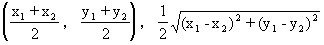 (x₁+x₂/2, y₁+y₂/2), 1/2√(x₁-x₂)²+(y₁-y₂)²